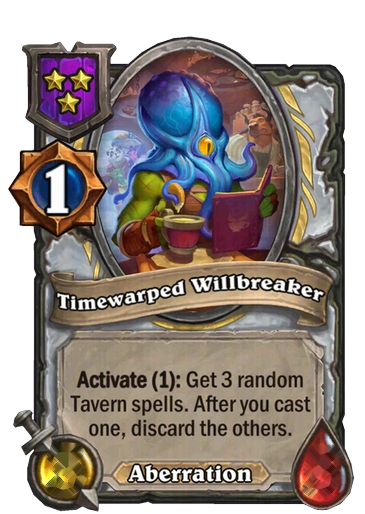 1
Timewarped Willbreaker
Activate (1): Get 3 random
Tavern spells. After you cast
one, discard the others.
Aberration